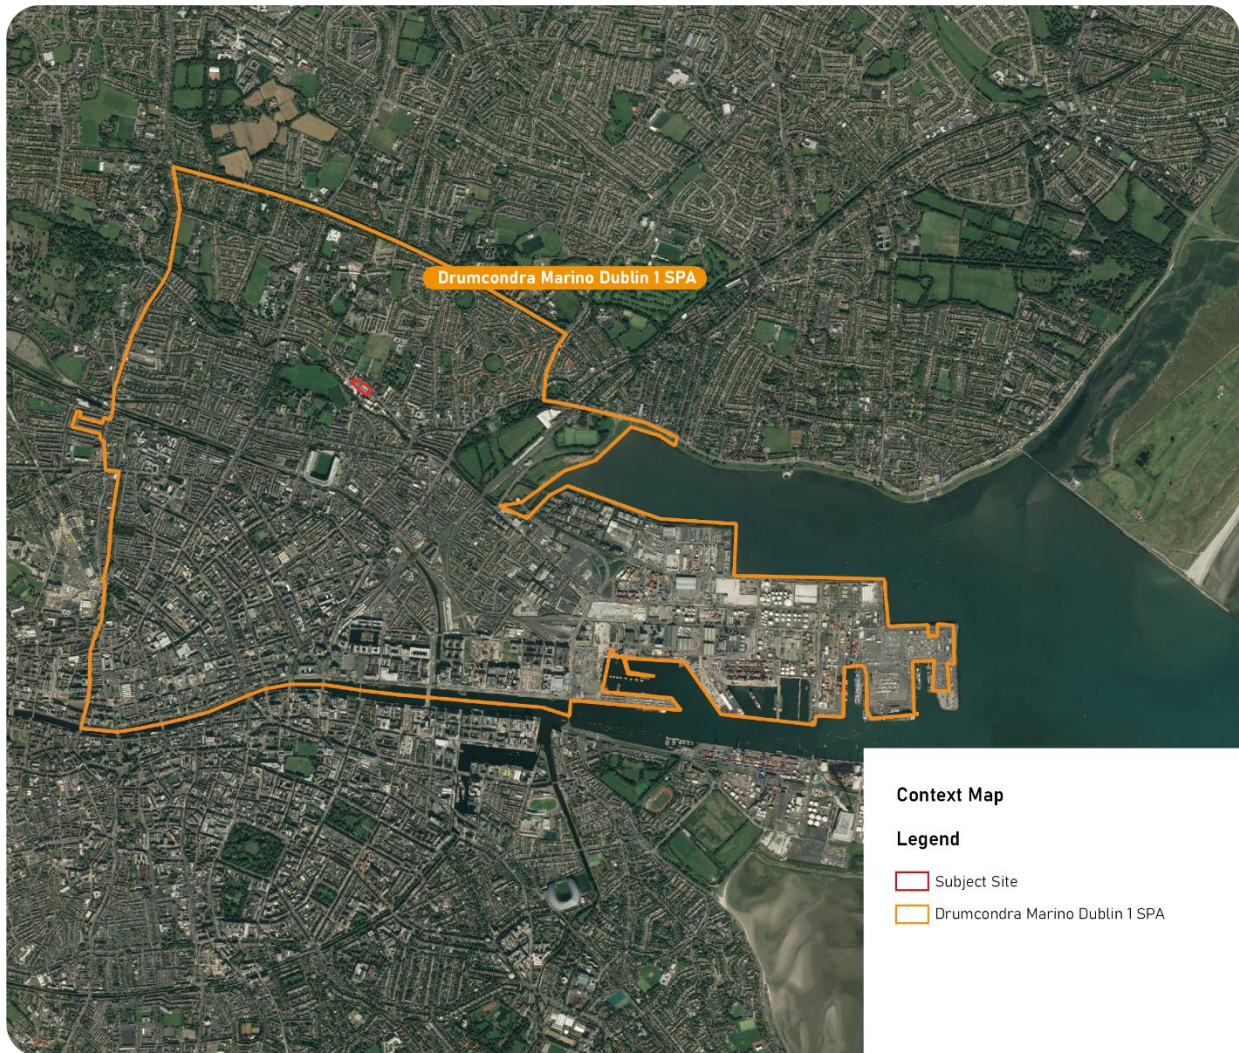 Drumcondra Marino Dublin 1 SPA
Context Map
Legend
Subject Site
Drumcondra Marino Dublin 1 SPA